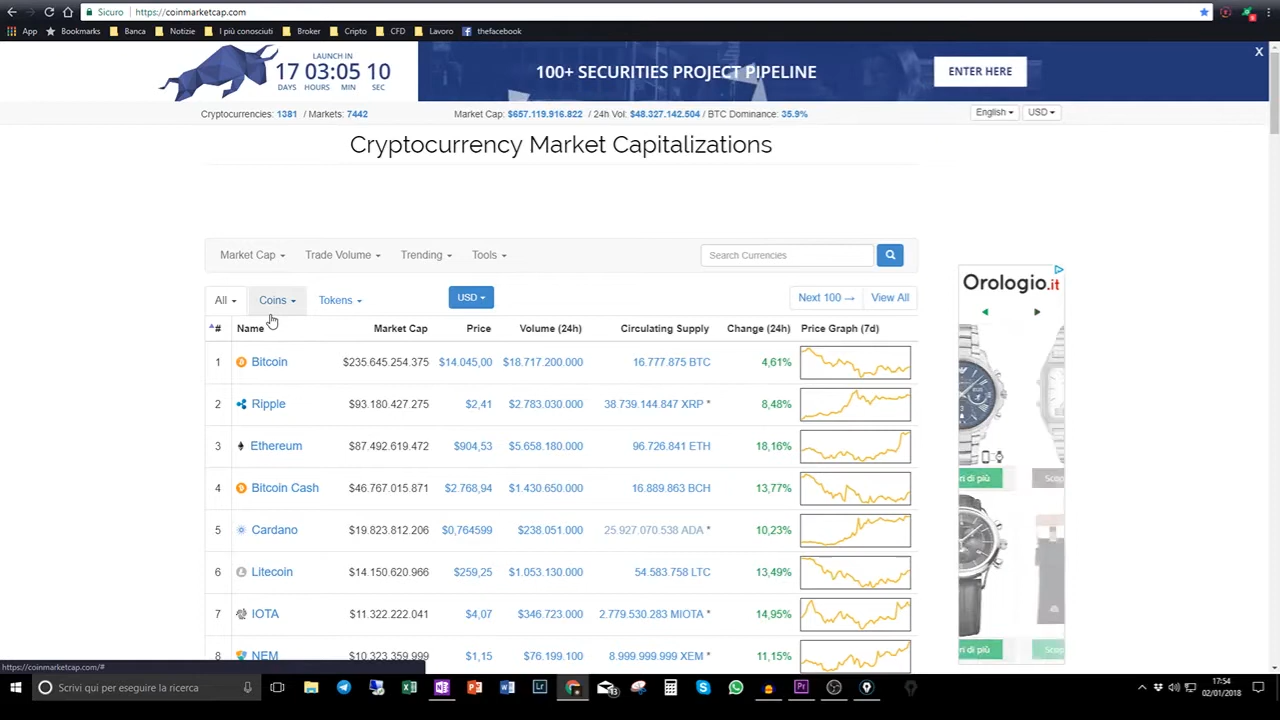 Sicuro https://coinmarketcap.com
App Bookmarks Banca Notizie I più conosciuti Broker Cripto CFD Lavoro thefacebook
LAUNCH IN
17 03:05 10
DAYS HOURS MIN SEC
100+ SECURITIES PROJECT PIPELINE
ENTER HERE
X
Cryptocurrencies: 1381 / Markets: 7442
Market Cap: $657.119.916.822 / 24h Vol: $48.327.142.504 / BTC Dominance: 35.9%
English USD
Cryptocurrency Market Capitalizations
Market Cap Trade Volume Trending Tools Search Currencies
All Coins Tokens USD Next 100 → View All
# Name Market Cap Price Volume (24h) Circulating Supply Change (24h) Price Graph (7d)
1 Bitcoin $235.645.254.375 $14.045,00 $18.717.200.000 16.777.875 BTC 4,61%
2 Ripple $93.180.427.275 $2,41 $2.783.030.000 38.739.144.847 XRP * 8,48%
3 Ethereum $87.492.619.472 $904,53 $5.658.180.000 96.726.841 ETH 18,16%
4 Bitcoin Cash $46.767.015.871 $2.768,94 $1.430.650.000 16.889.863 BCH 13,77%
5 Cardano $19.823.812.206 $0,764599 $238.051.000 25.927.070.538 ADA * 10,23%
6 Litecoin $14.150.620.966 $259,25 $1.053.130.000 54.583.758 LTC 13,49%
7 IOTA $11.322.222.041 $4,07 $346.723.000 2.779.530.283 MIOTA * 14,95%
8 NEM $10.323.359.999 $1,15 $76.199.100 8.999.999.999 XEM * 11,15%
Orologio.it
ri di più Scop
ri di più Sco
https://coinmarketcap.com/#
Scrivi qui per eseguire la ricerca
13
17:54
02/01/2018